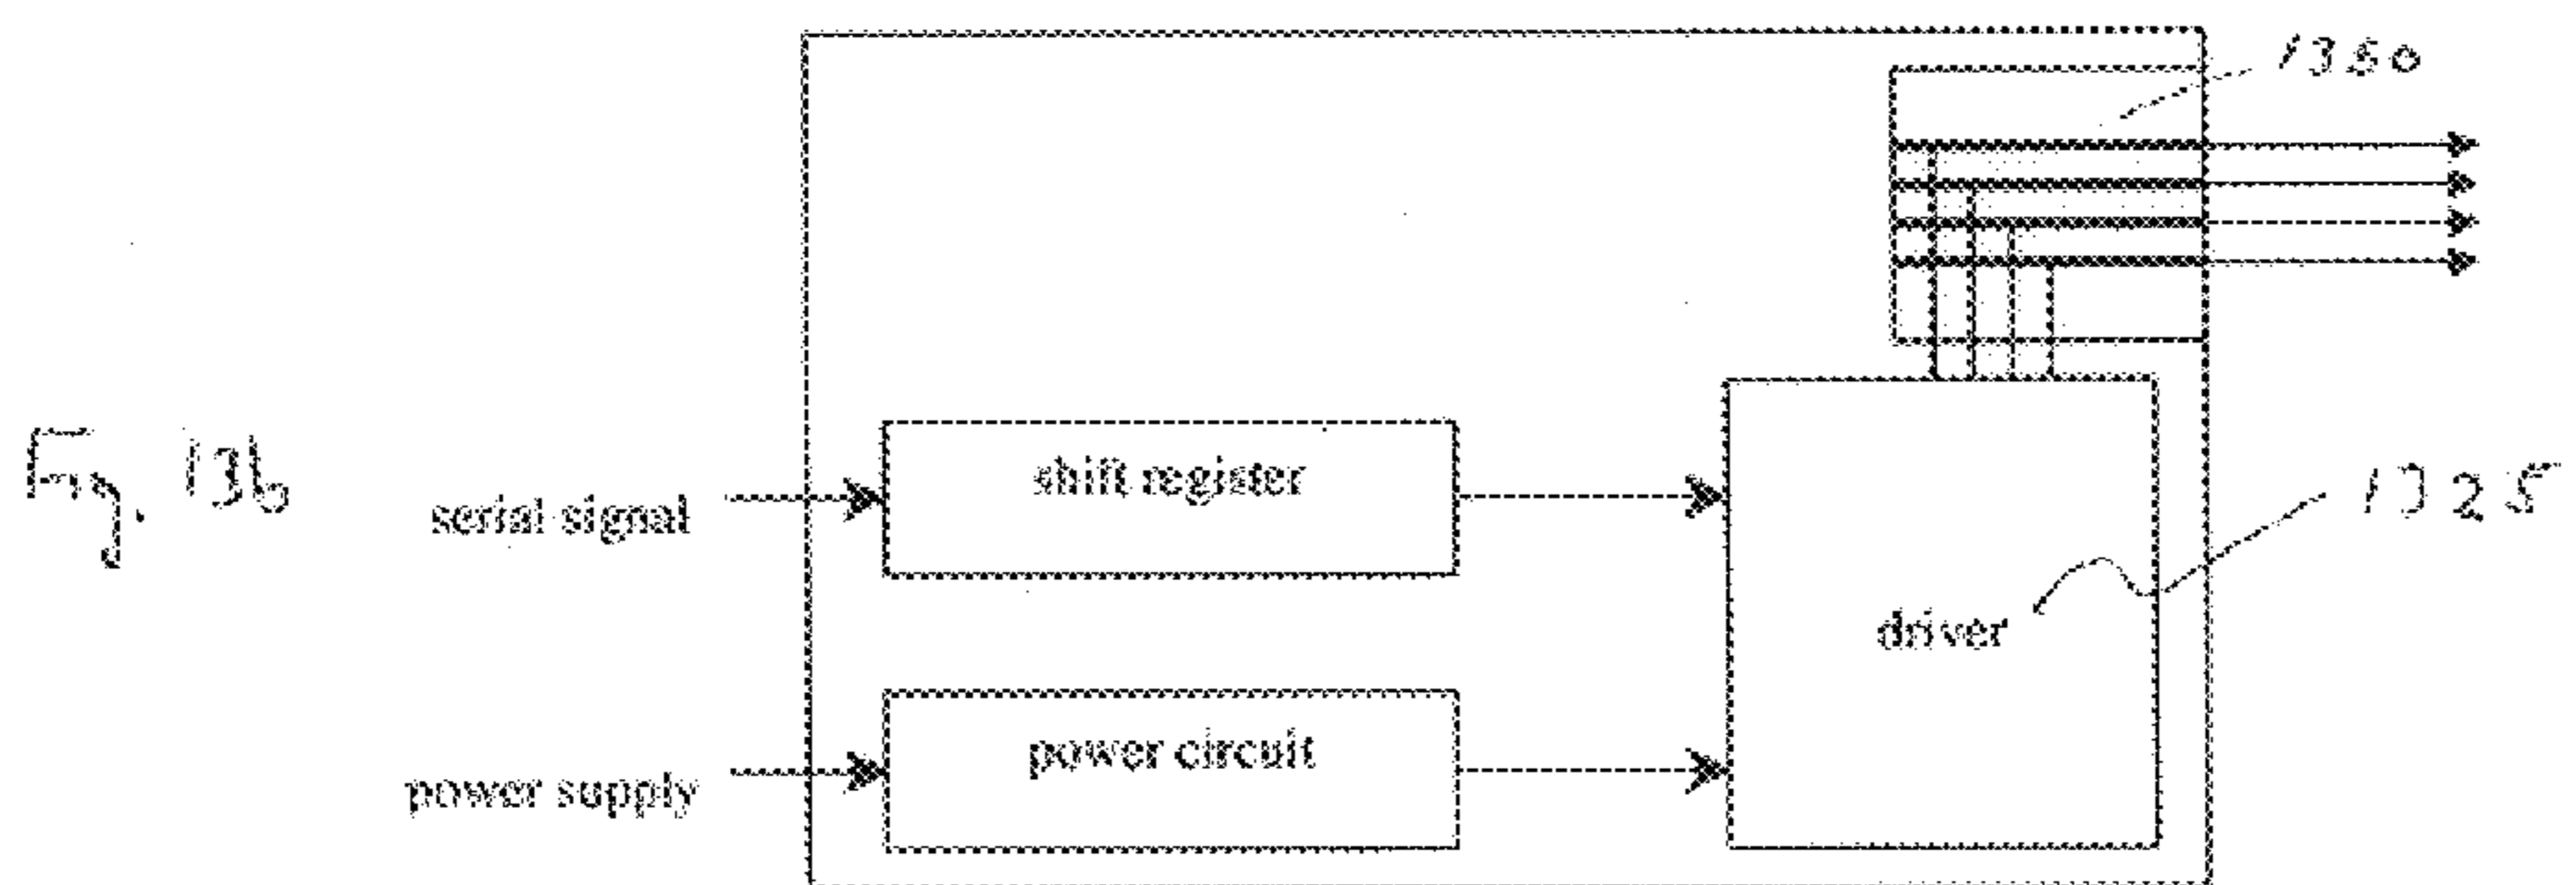 1350
shift register
Fig. 13b
serial signal
1325
driver
power circuit
power supply